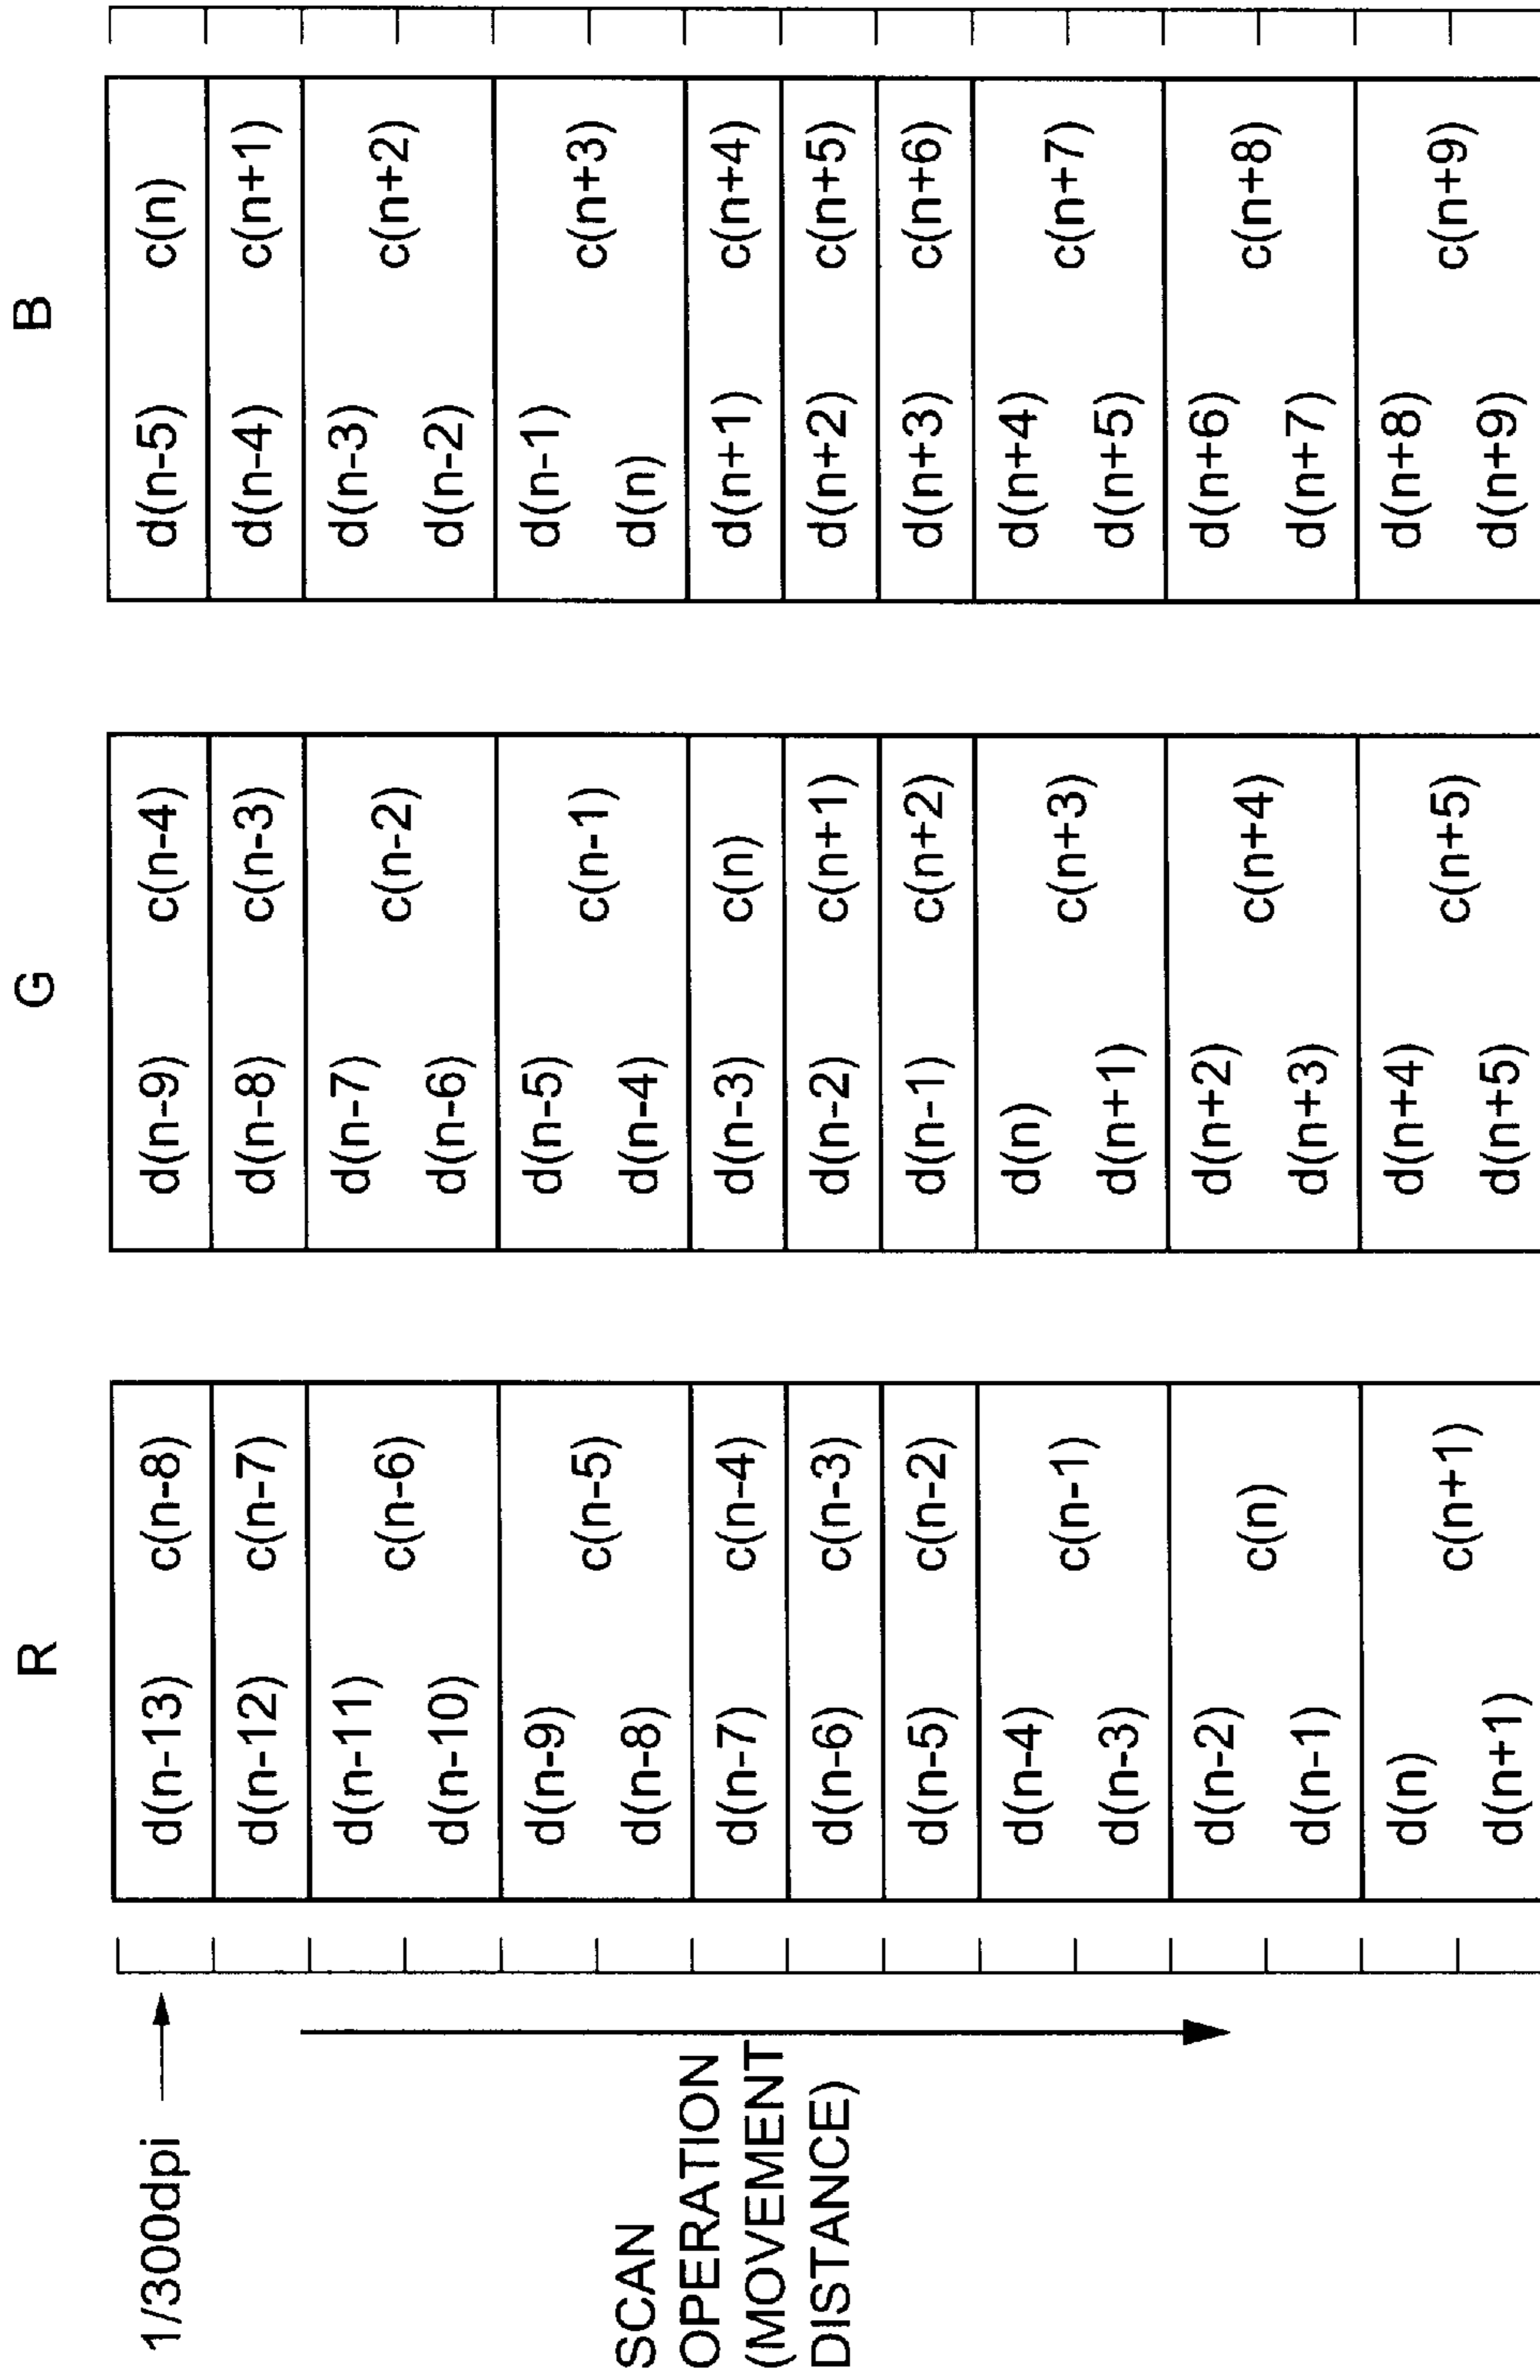 R G B
1/300dpi d(n-13) c(n-8) d(n-9) c(n-4) d(n-5) c(n)
d(n-12) c(n-7) d(n-8) c(n-3) d(n-4) c(n+1)
d(n-11) d(n-7) d(n-3)
c(n-6) c(n-2) c(n+2)
d(n-10) d(n-6) d(n-2)
d(n-9) d(n-5) d(n-1)
c(n-5) c(n-1) c(n+3)
d(n-8) d(n-4) d(n)
d(n-7) c(n-4) d(n-3) c(n) d(n+1) c(n+4)
d(n-6) c(n-3) d(n-2) c(n+1) d(n+2) c(n+5)
d(n-5) c(n-2) d(n-1) c(n+2) d(n+3) c(n+6)
d(n-4) d(n) d(n+4)
c(n-1) c(n+3) c(n+7)
d(n-3) d(n+1) d(n+5)
d(n-2) d(n+2) d(n+6)
c(n) c(n+4) c(n+8)
d(n-1) d(n+3) d(n+7)
d(n) d(n+4) d(n+8)
c(n+1) c(n+5) c(n+9)
d(n+1) d(n+5) d(n+9)
SCAN
OPERATION
(MOVEMENT
DISTANCE)